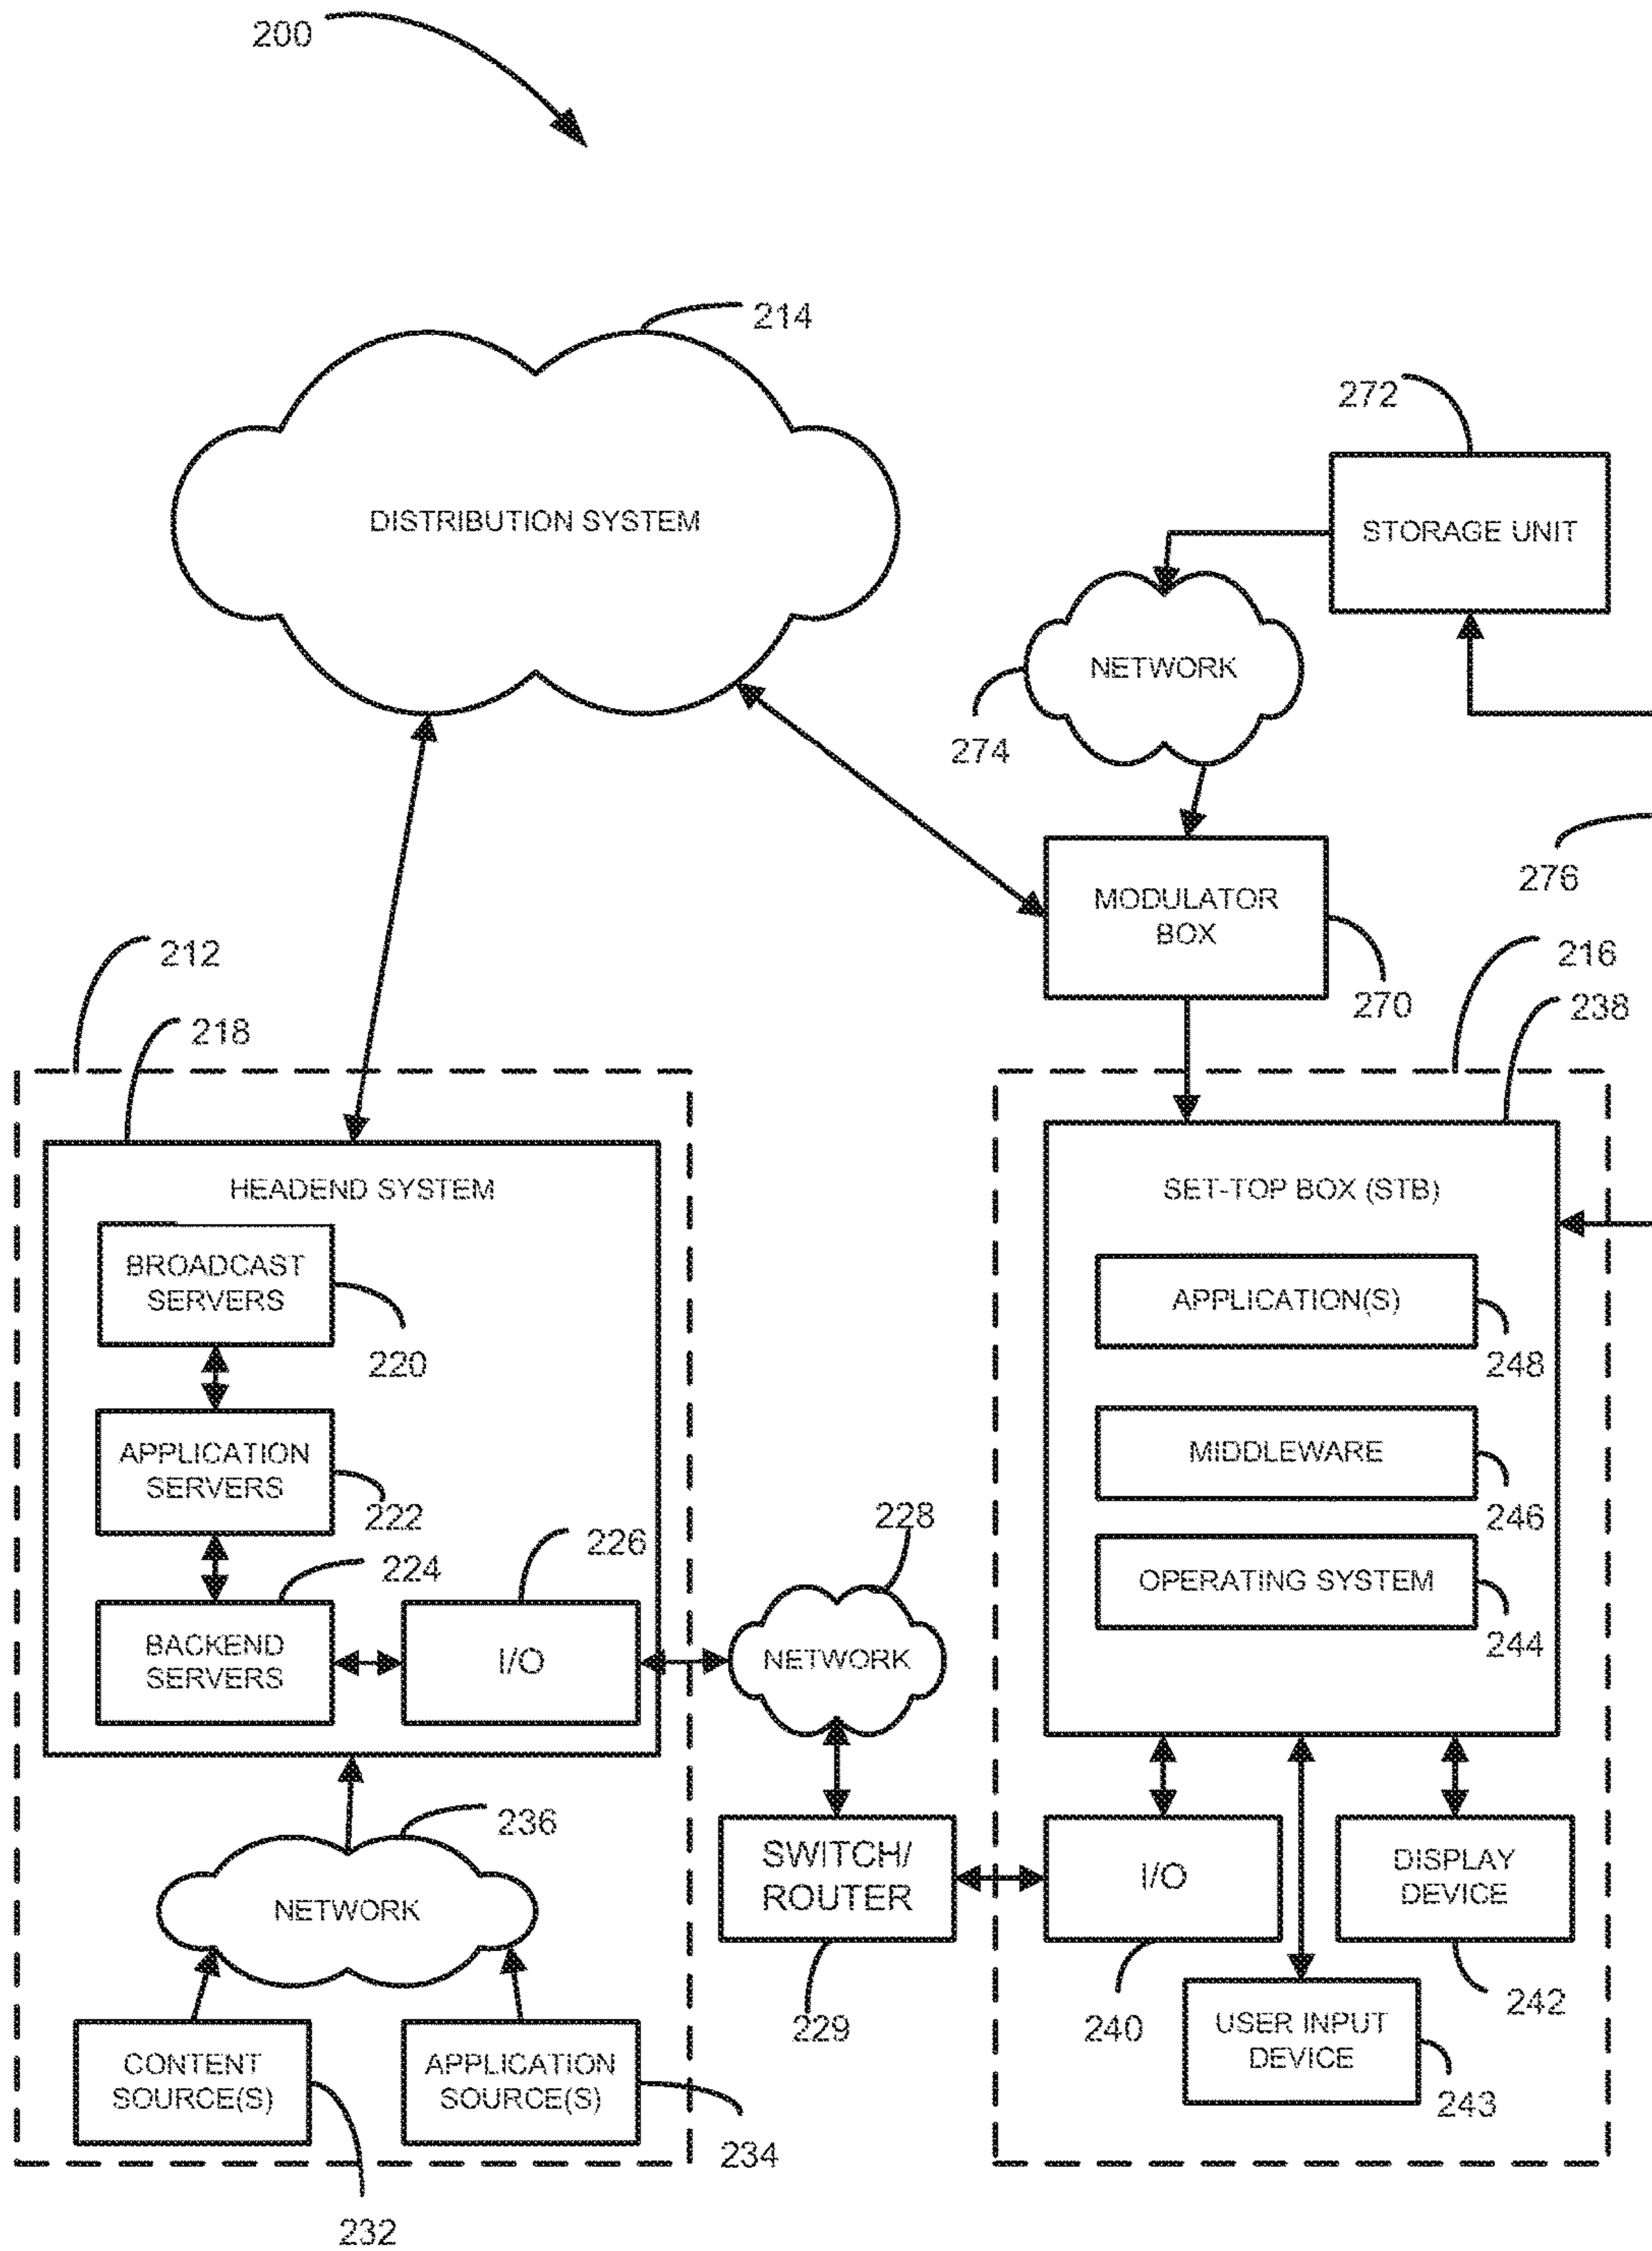 200
214
DISTRIBUTION SYSTEM
272
STORAGE UNIT
NETWORK
274
MODULATOR
BOX
276
270
212
218
216
238
HEADEND SYSTEM
BROADCAST
SERVERS
220
APPLICATION
SERVERS
222
224
226
BACKEND
SERVERS
I/O
228
NETWORK
SWITCH/
ROUTER
229
236
NETWORK
CONTENT
SOURCE(S)
232
APPLICATION
SOURCE(S)
234
SET-TOP BOX (STB)
APPLICATION(S)
248
MIDDLEWARE
246
OPERATING SYSTEM
244
I/O
240
DISPLAY
DEVICE
242
USER INPUT
DEVICE
243